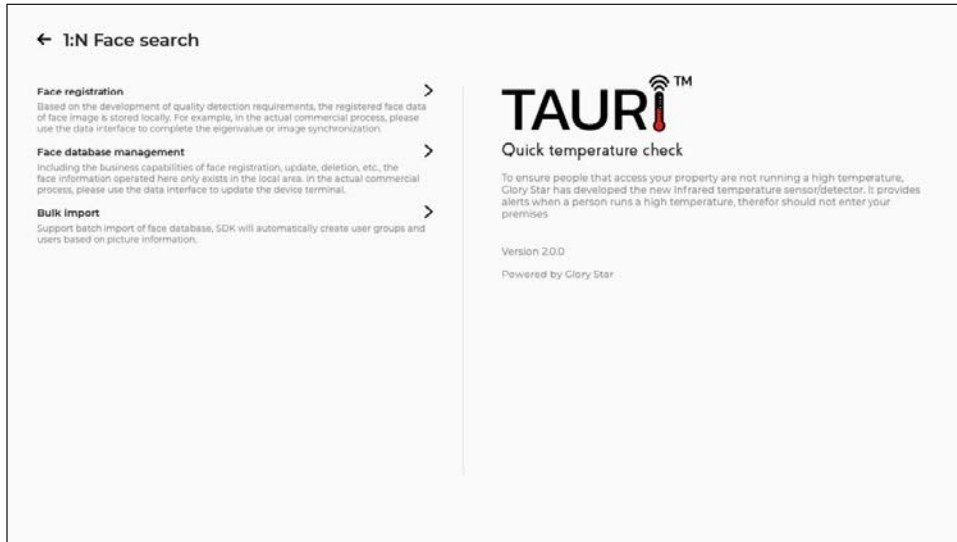 ← 1:N Face search
Face registration
Based on the development of quality detection requirements, the registered face data
of face image is stored locally. For example, in the actual commercial process, please
use the data interface to complete the eigenvalue or image synchronization.
Face database management
Including the business capabilities of face registration, update, deletion, etc., the
face information operated here only exists in the local area. In the actual commercial
process, please use the data interface to update the device terminal.
Bulk import
Support batch import of face database, SDK will automatically create user groups and
users based on picture information.
TAURI™
Quick temperature check
To ensure people that access your property are not running a high temperature,
Glory Star has developed the new Infrared temperature sensor/detector. It provides
alerts when a person runs a high temperature, therefor should not enter your
premises
Version 2.0.0
Powered by Glory Star